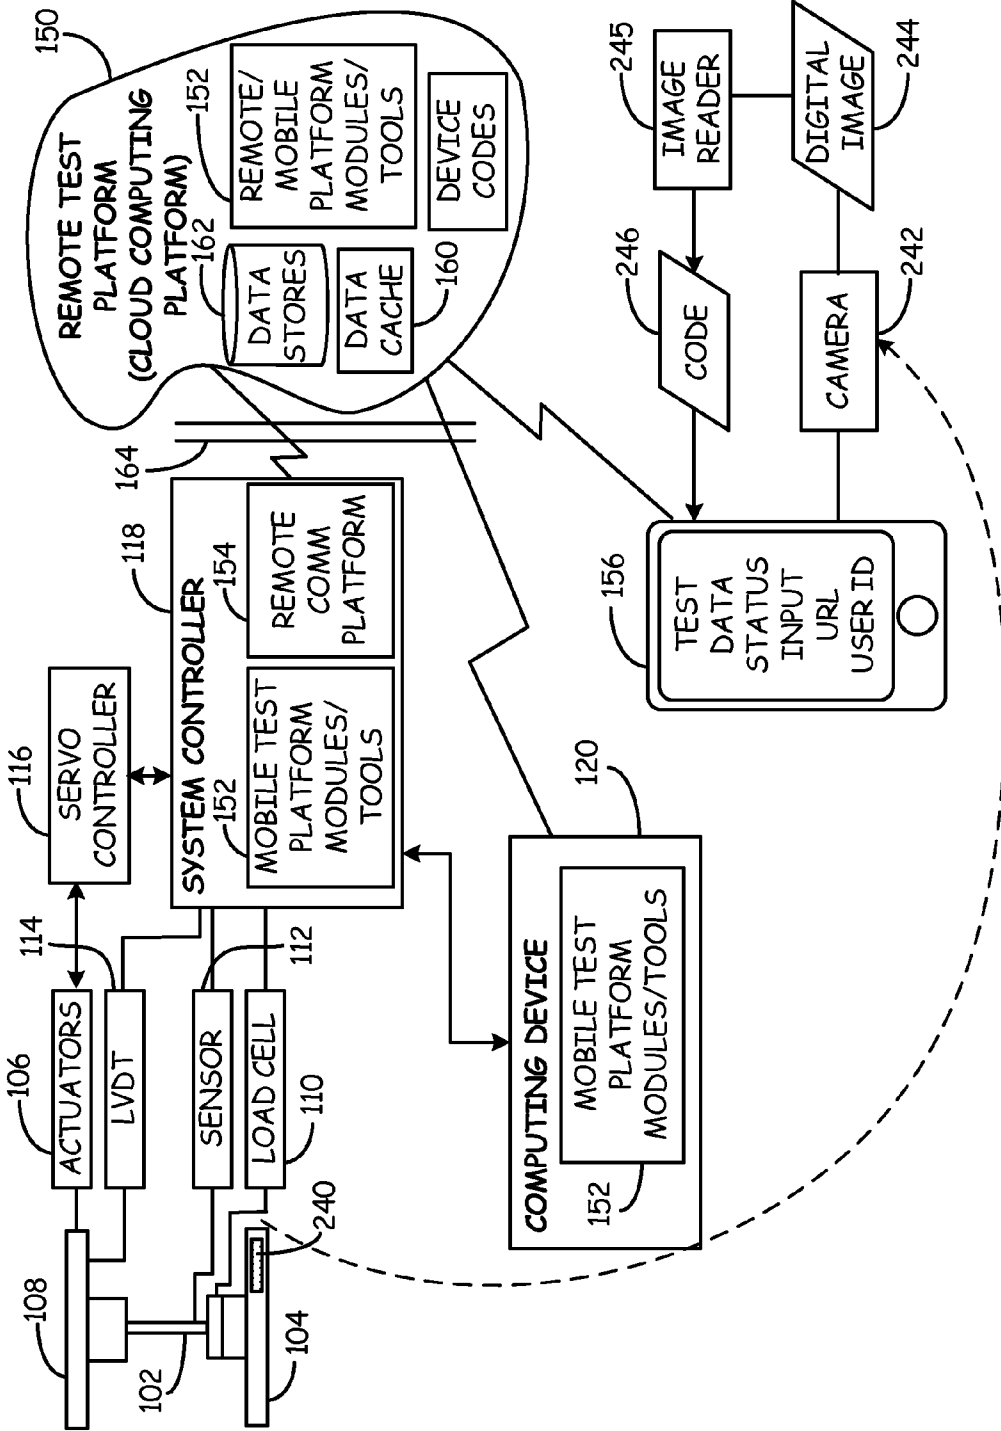 108
102
104
240
106
ACTUATORS
114
LVDT
SENSOR
112
LOAD CELL
110
116
SERVO
CONTROLLER
118
SYSTEM CONTROLLER
152
MOBILE TEST
PLATFORM
MODULES/
TOOLS
154
REMOTE
COMM
PLATFORM
164
150
REMOTE TEST
PLATFORM
(CLOUD COMPUTING
PLATFORM)
162
DATA
STORES
152
REMOTE/
MOBILE
PLATFORM
MODULES/
TOOLS
DATA
CACHE
160
DEVICE
CODES
COMPUTING DEVICE
120
MOBILE TEST
PLATFORM
MODULES/TOOLS
152
156
TEST
DATA
STATUS
INPUT
URL
USER ID
246
CODE
245
IMAGE
READER
CAMERA
242
DIGITAL
IMAGE
244